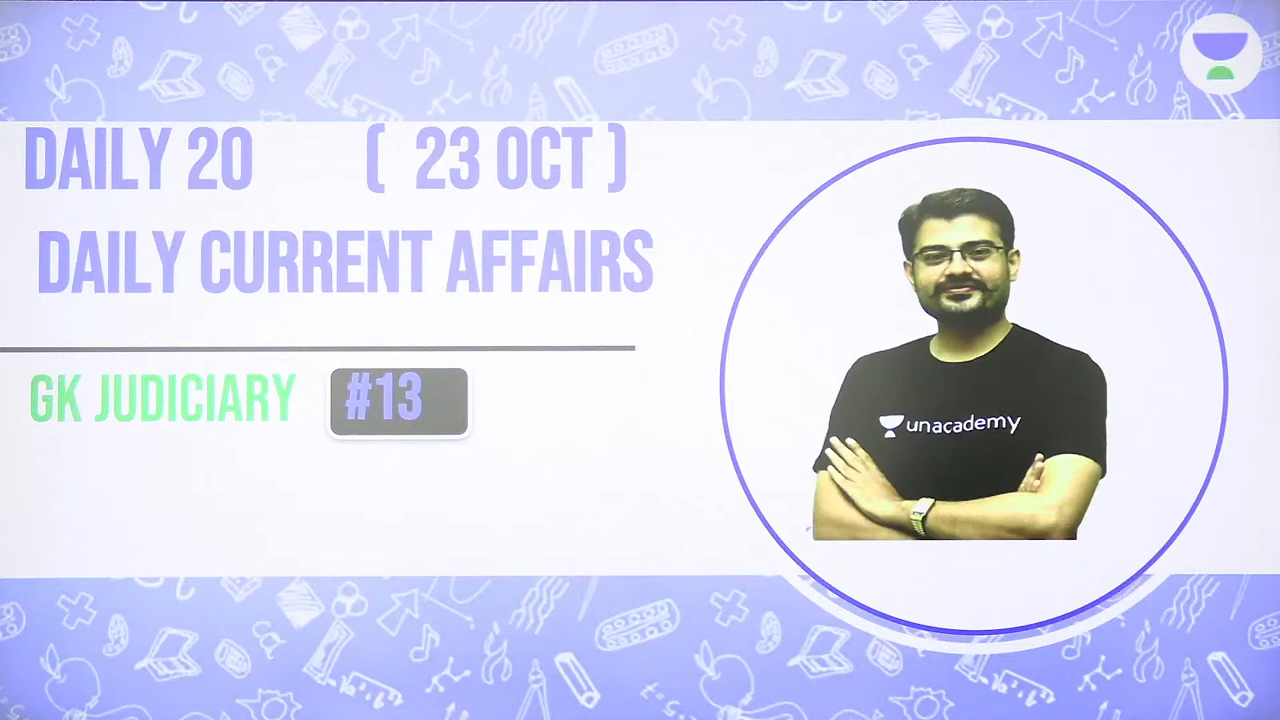 DAILY 20 ( 23 OCT )
DAILY CURRENT AFFAIRS
GK JUDICIARY #13
unacademy